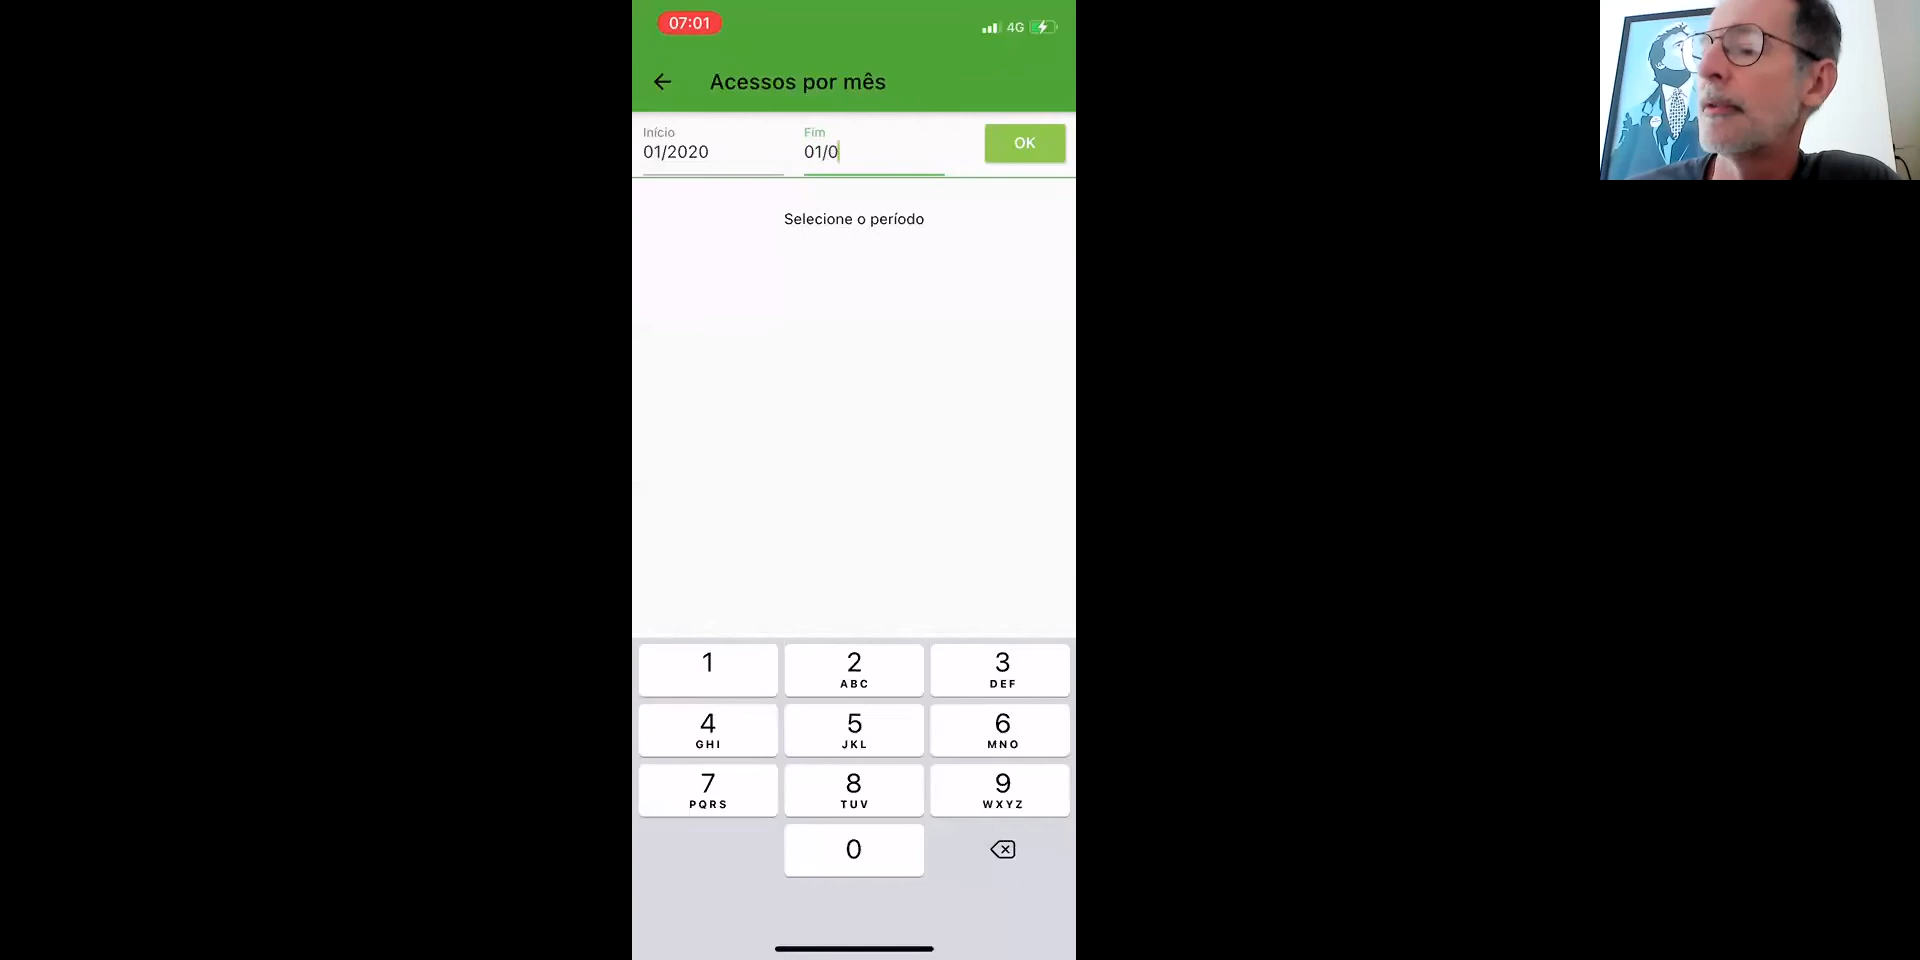 07:01
4G
Acessos por mês
Início
01/2020
Fim
01/0
OK
Selecione o período
1
2
ABC
3
DEF
4
GHI
5
JKL
6
MNO
7
PQRS
8
TUV
9
WXYZ
0